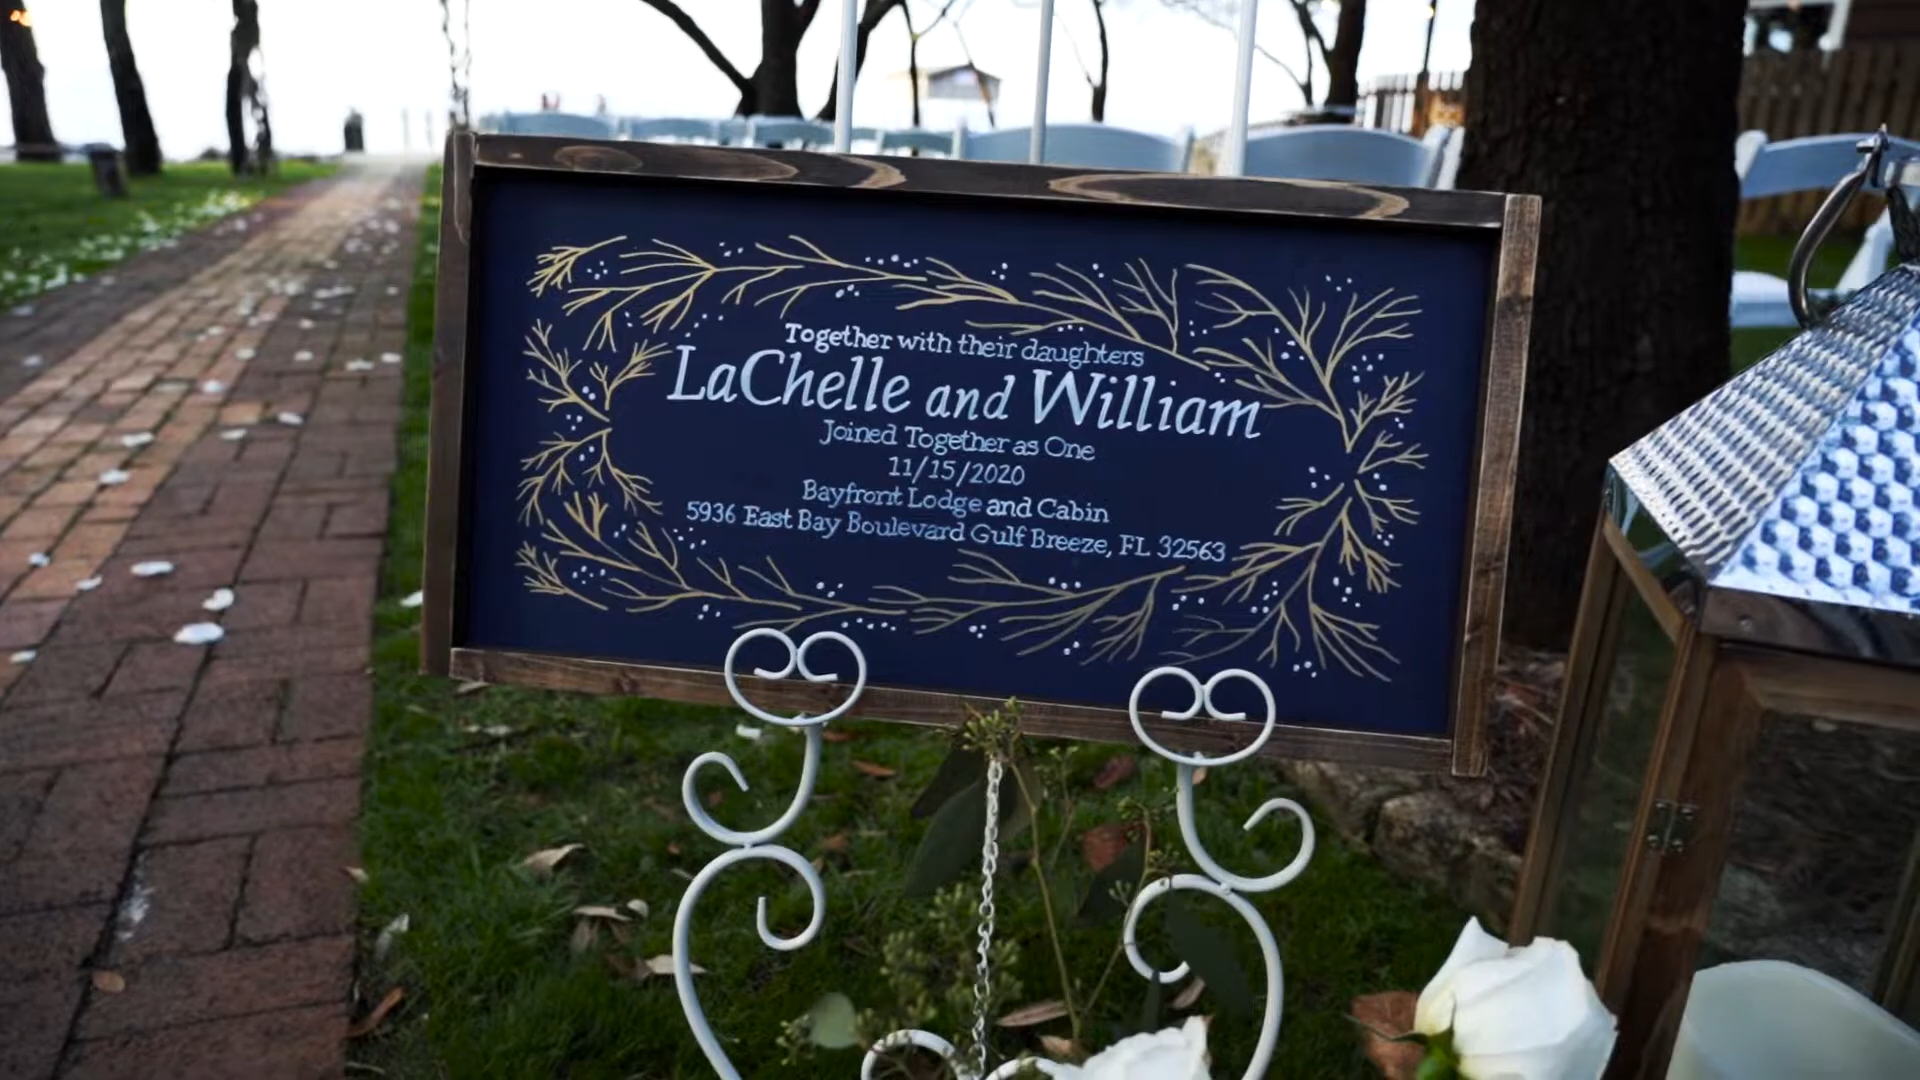 Together with their daughters
LaChelle and William
Joined Together as One
11/15/2020
Bayfront Lodge and Cabin
5936 East Bay Boulevard Gulf Breeze, FL 32563